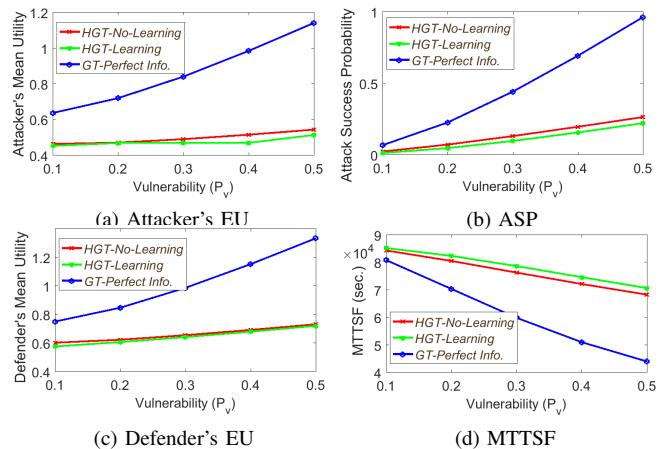 1.2
1
0.8
0.6
0.4
Attacker's Mean Utility
HGT-No-Learning
HGT-Learning
GT-Perfect Info.
0.1 0.2 0.3 0.4 0.5
Vulnerability (Pv)
(a) Attacker's EU
1
0.5
0
Attack Success Probability
HGT-No-Learning
HGT-Learning
GT-Perfect Info.
0.1 0.2 0.3 0.4 0.5
Vulnerability (Pv)
(b) ASP
1.2
1
0.8
0.6
0.4
Defender's Mean Utility
HGT-No-Learning
HGT-Learning
GT-Perfect Info.
0.1 0.2 0.3 0.4 0.5
Vulnerability (Pv)
(c) Defender's EU
×10^4
9
8
7
6
5
4
MTTSF (sec.)
HGT-No-Learning
HGT-Learning
GT-Perfect Info.
0.1 0.2 0.3 0.4 0.5
Vulnerability (Pv)
(d) MTTSF